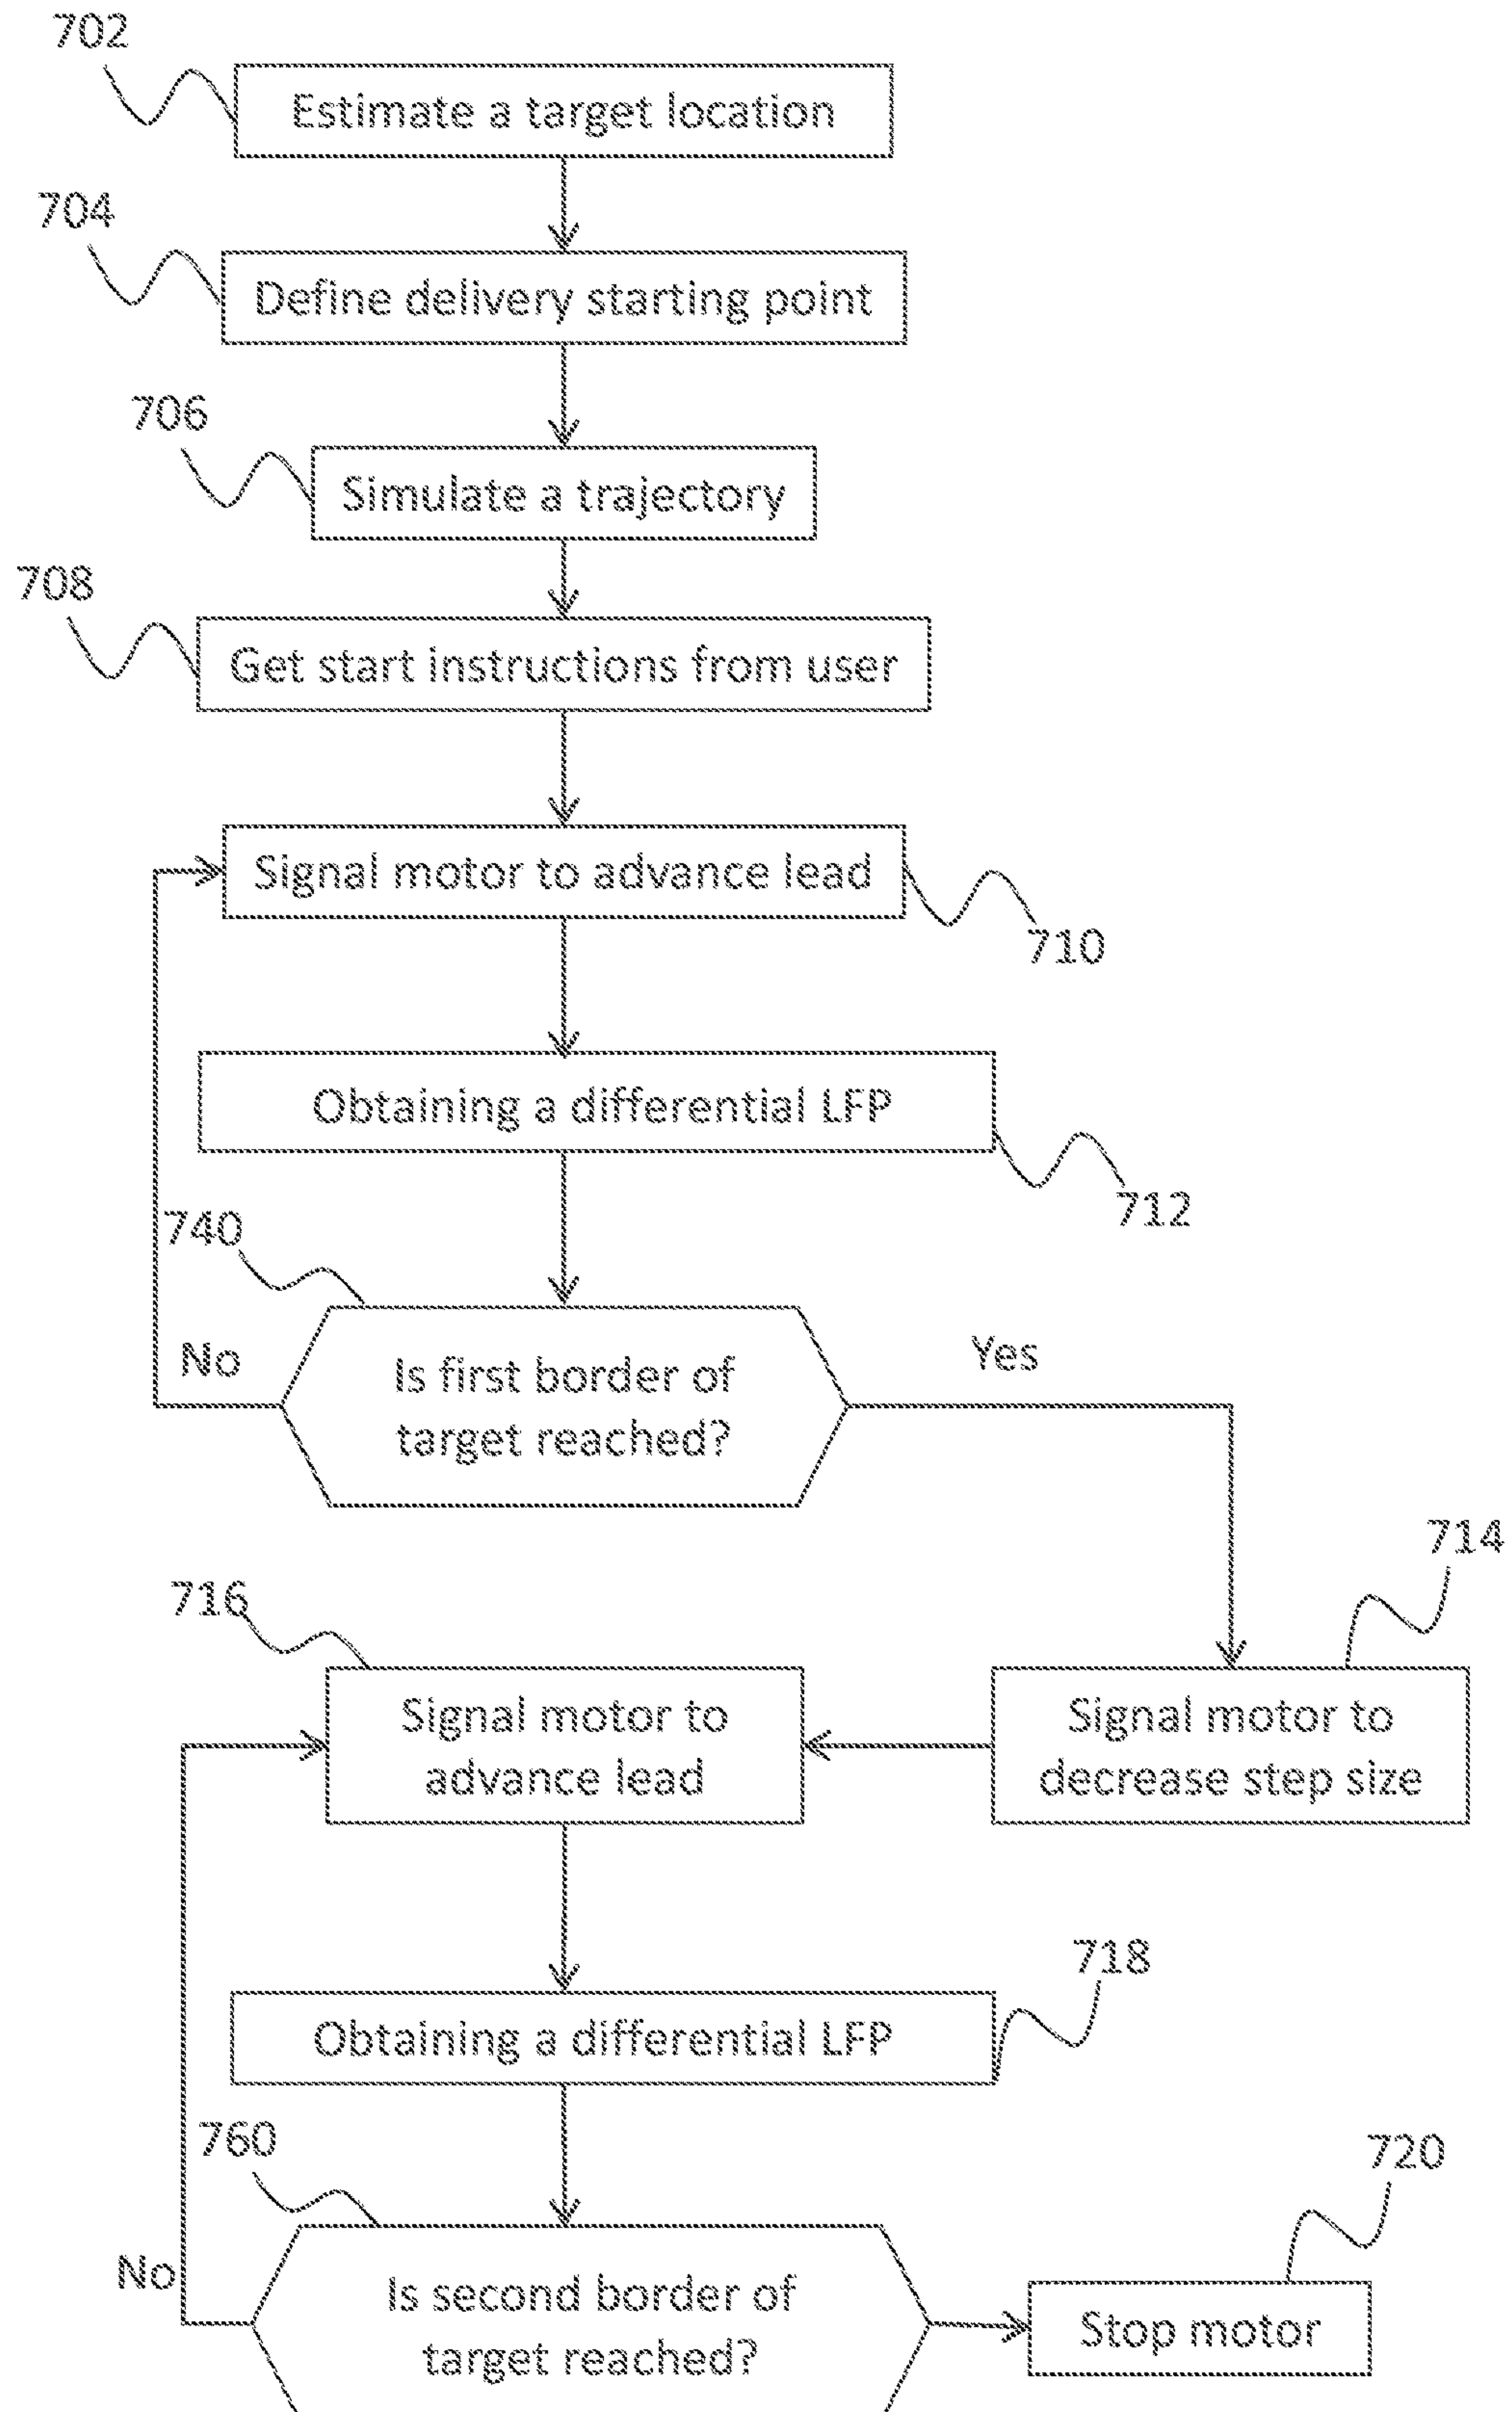 702
Estimate a target location
704
Define delivery starting point
706
Simulate a trajectory
708
Get start instructions from user
Signal motor to advance lead
710
Obtaining a differential LFP
712
740
No
Yes
Is first border of
target reached?
714
716
Signal motor to
advance lead
Signal motor to
decrease step size
718
Obtaining a differential LFP
760
720
No
Is second border of
target reached?
Stop motor